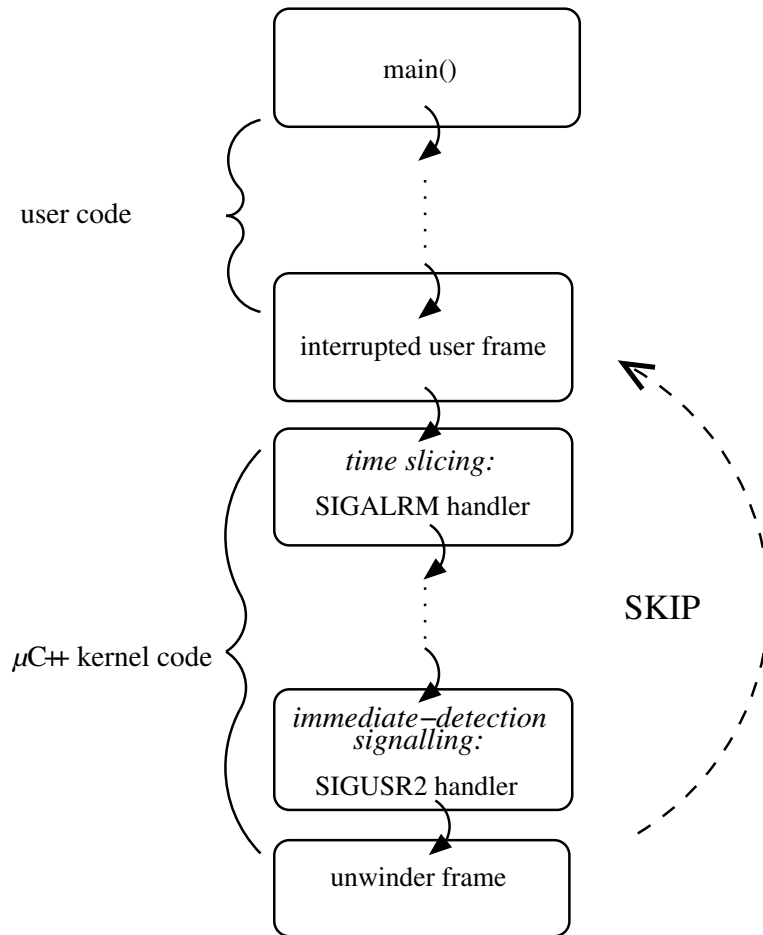 main()
user code
interrupted user frame
time slicing:
SIGALRM handler
SKIP
μC++ kernel code
immediate−detection
signalling:
SIGUSR2 handler
unwinder frame